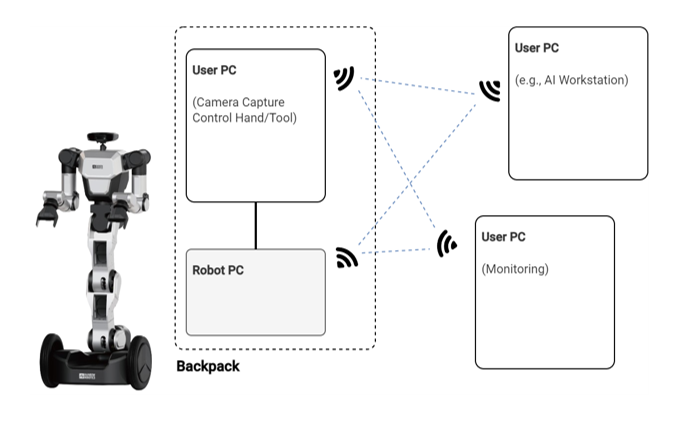 User PC
(Camera Capture
Control Hand/Tool)
Robot PC
Backpack
User PC
(e.g., AI Workstation)
User PC
(Monitoring)